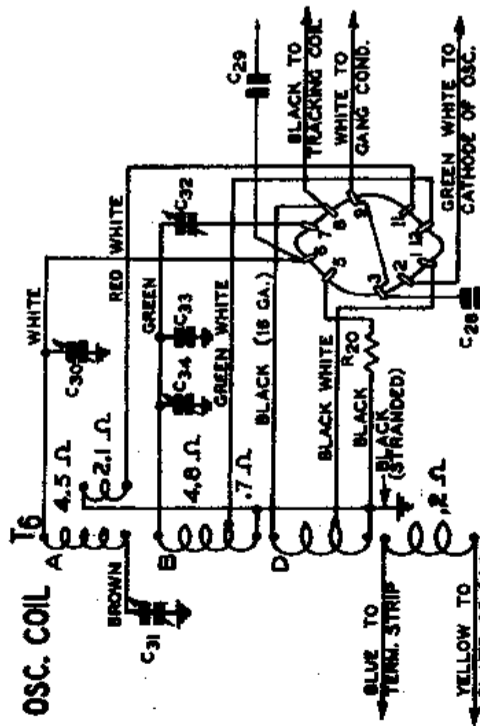 OSC. COIL
T6
A
4.5 Ω
2.1 Ω
C30
WHITE
RED
WHITE
BROWN
C31
B
4.8 Ω
.7 Ω
C34
C33
GREEN
GREEN WHITE
C32
C29
BLACK TO
TRACKING COIL
WHITE TO
GANG COND.
GREEN WHITE TO
CATHODE OF OSC.
D
BLACK (16 GA.)
BLACK WHITE
BLACK
R20
BLACK
(STRANDED)
5
6
7
8
9
11
12
1
2
3
C28
.2 Ω
BLUE TO
TERM. STRIP
YELLOW TO